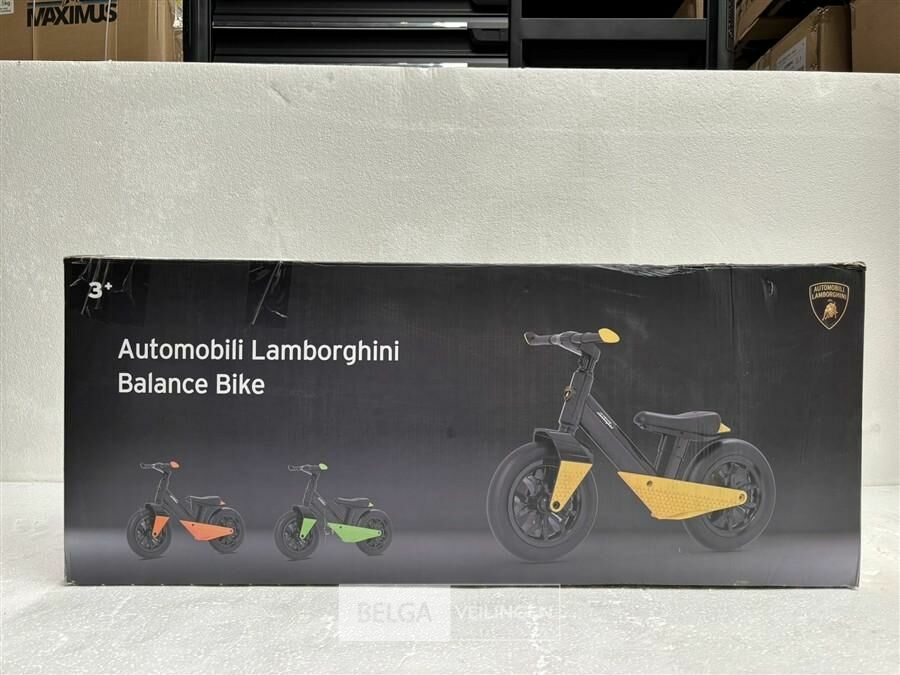 MAXIMUS
3+
AUTOMOBILI
LAMBORGHINI
Automobili Lamborghini
Balance Bike
BELGA VEILINGEN